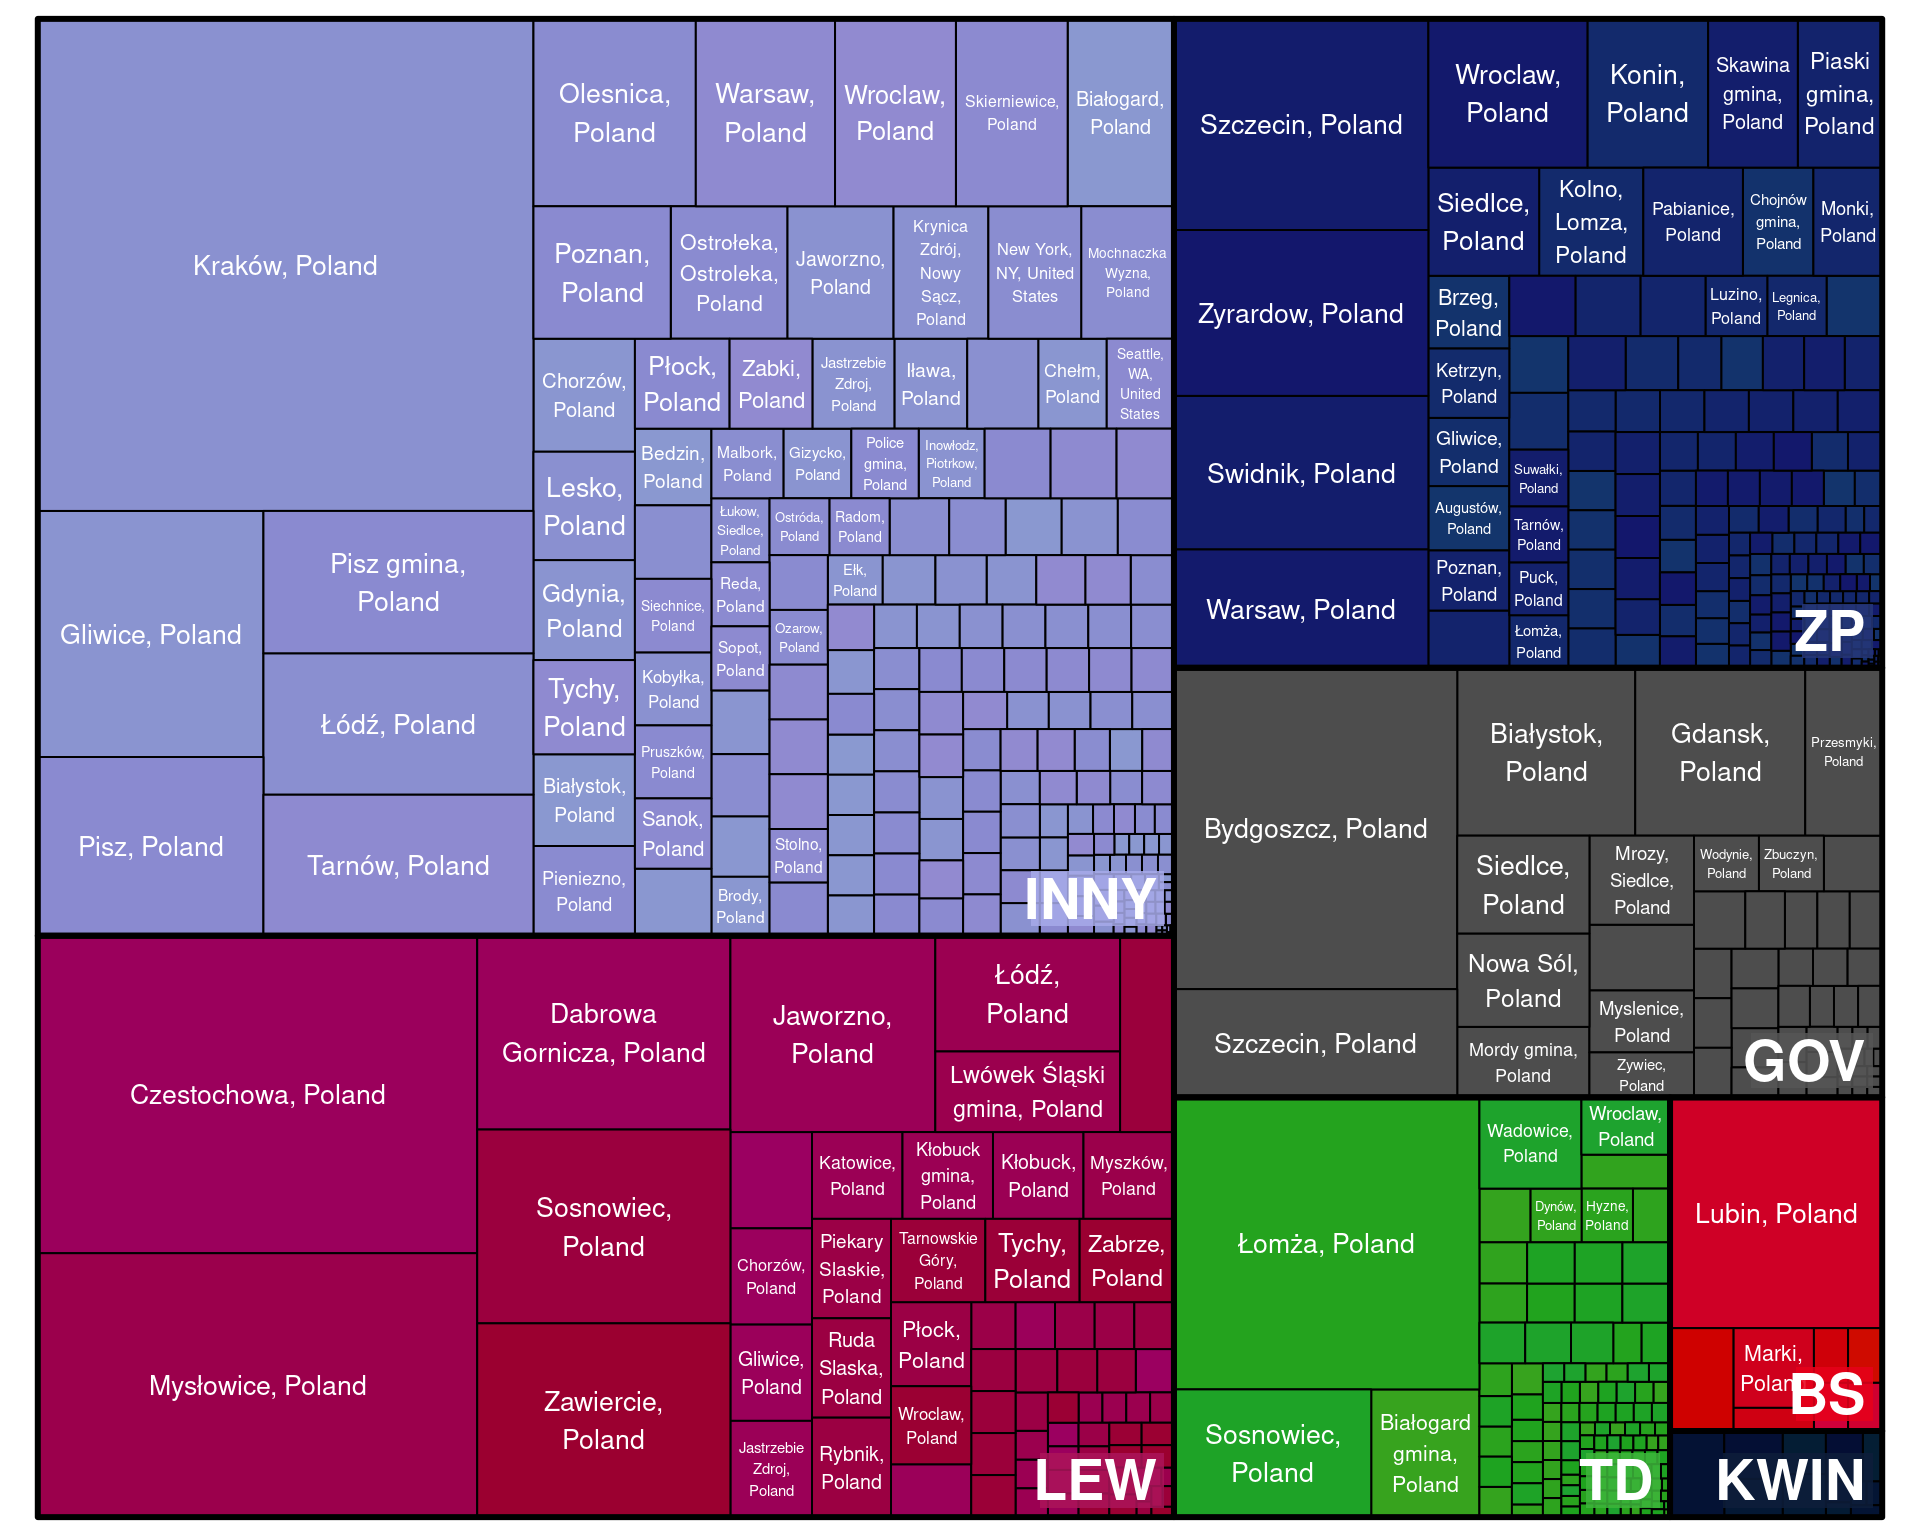 Kraków, Poland
Gliwice, Poland
Pisz, Poland
Pisz gmina,
Poland
Łódź, Poland
Tarnów, Poland
Olesnica,
Poland
Warsaw,
Poland
Wroclaw,
Poland
Skierniewice,
Poland
Białogard,
Poland
Poznan,
Poland
Ostrołeka,
Ostroleka,
Poland
Jaworzno,
Poland
Krynica
Zdrój,
Nowy
Sącz,
Poland
New York,
NY, United
States
Mochnaczka
Wyzna,
Poland
Chorzów,
Poland
Lesko,
Poland
Gdynia,
Poland
Tychy,
Poland
Białystok,
Poland
Pieniezno,
Poland
Płock,
Poland
Zabki,
Poland
Jastrzebie
Zdroj,
Poland
Iława,
Poland
Chełm,
Poland
Seattle,
WA,
United
States
Bedzin,
Poland
Siechnice,
Poland
Kobyłka,
Poland
Pruszków,
Poland
Sanok,
Poland
Malbork,
Poland
Gizycko,
Poland
Police
gmina,
Poland
Inowłodz,
Piotrkow,
Poland
Łukow,
Siedlce,
Poland
Reda,
Poland
Sopot,
Poland
Brody,
Poland
Ostróda,
Poland
Radom,
Poland
Ełk,
Poland
Ozarow,
Poland
Stolno,
Poland
INNY
Szczecin, Poland
Zyrardow, Poland
Swidnik, Poland
Warsaw, Poland
Wroclaw,
Poland
Konin,
Poland
Skawina
gmina,
Poland
Piaski
gmina,
Poland
Siedlce,
Poland
Kolno,
Lomza,
Poland
Pabianice,
Poland
Chojnów
gmina,
Poland
Monki,
Poland
Brzeg,
Poland
Ketrzyn,
Poland
Gliwice,
Poland
Augustów,
Poland
Poznan,
Poland
Luzino,
Poland
Legnica,
Poland
Suwałki,
Poland
Tarnów,
Poland
Puck,
Poland
Łomża,
Poland
ZP
Bydgoszcz, Poland
Szczecin, Poland
Białystok,
Poland
Gdansk,
Poland
Przesmyki,
Poland
Siedlce,
Poland
Nowa Sól,
Poland
Mordy gmina,
Poland
Mrozy,
Siedlce,
Poland
Myslenice,
Poland
Zywiec,
Poland
Wodynie,
Poland
Zbuczyn,
Poland
GOV
Czestochowa, Poland
Mysłowice, Poland
Dabrowa
Gornicza, Poland
Sosnowiec,
Poland
Zawiercie,
Poland
Jaworzno,
Poland
Łódź,
Poland
Lwówek Śląski
gmina, Poland
Chorzów,
Poland
Gliwice,
Poland
Jastrzebie
Zdroj,
Poland
Katowice,
Poland
Kłobuck
gmina,
Poland
Kłobuck,
Poland
Myszków,
Poland
Piekary
Slaskie,
Poland
Ruda
Slaska,
Poland
Rybnik,
Poland
Tarnowskie
Góry,
Poland
Tychy,
Poland
Zabrze,
Poland
Płock,
Poland
Wroclaw,
Poland
LEW
Łomża, Poland
Sosnowiec,
Poland
Białogard
gmina,
Poland
Wadowice,
Poland
Wroclaw,
Poland
Dynów,
Poland
Hyzne,
Poland
TD
Lubin, Poland
Marki,
Poland
BS
KWIN